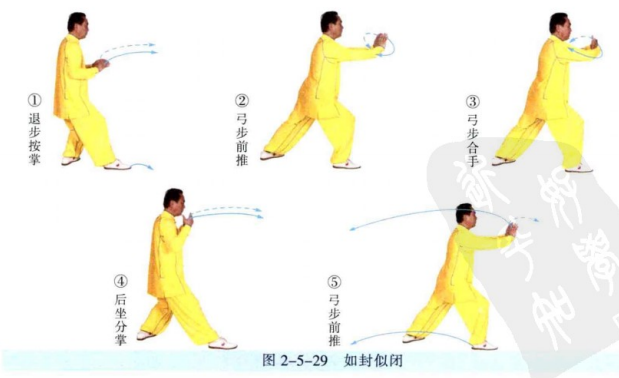 ① 退步按掌
② 弓步前推
③ 弓步合手
④ 后坐分掌
⑤ 弓步前推
图 2-5-29 如封似闭